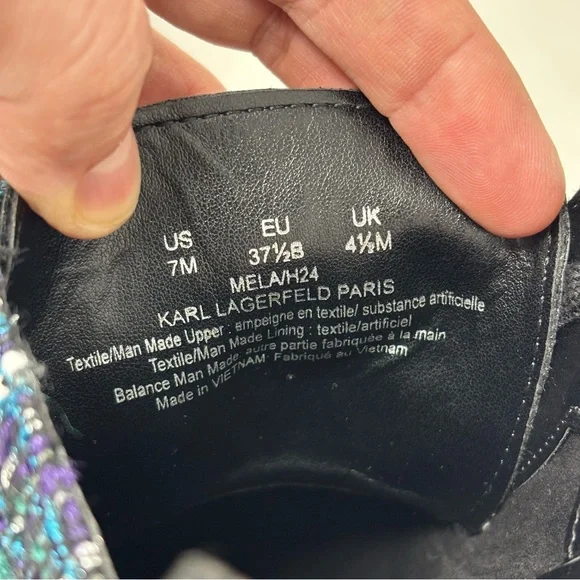 US EU UK
7M 37½B 4½M
MELA/H24
KARL LAGERFELD PARIS
Textile/Man Made Upper : empeigne en textile/ substance artificielle
Textile/Man Made Lining : textile/artificiel
Balance Man Made: autre partie fabriquée à la main
Made in VIETNAM· Fabriqué au Vietnam